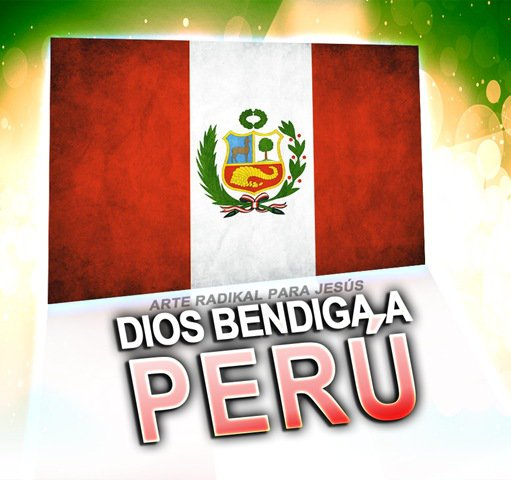 ARTE RADIKAL PARA JESÚS
DIOS BENDIGA A
PERÚ